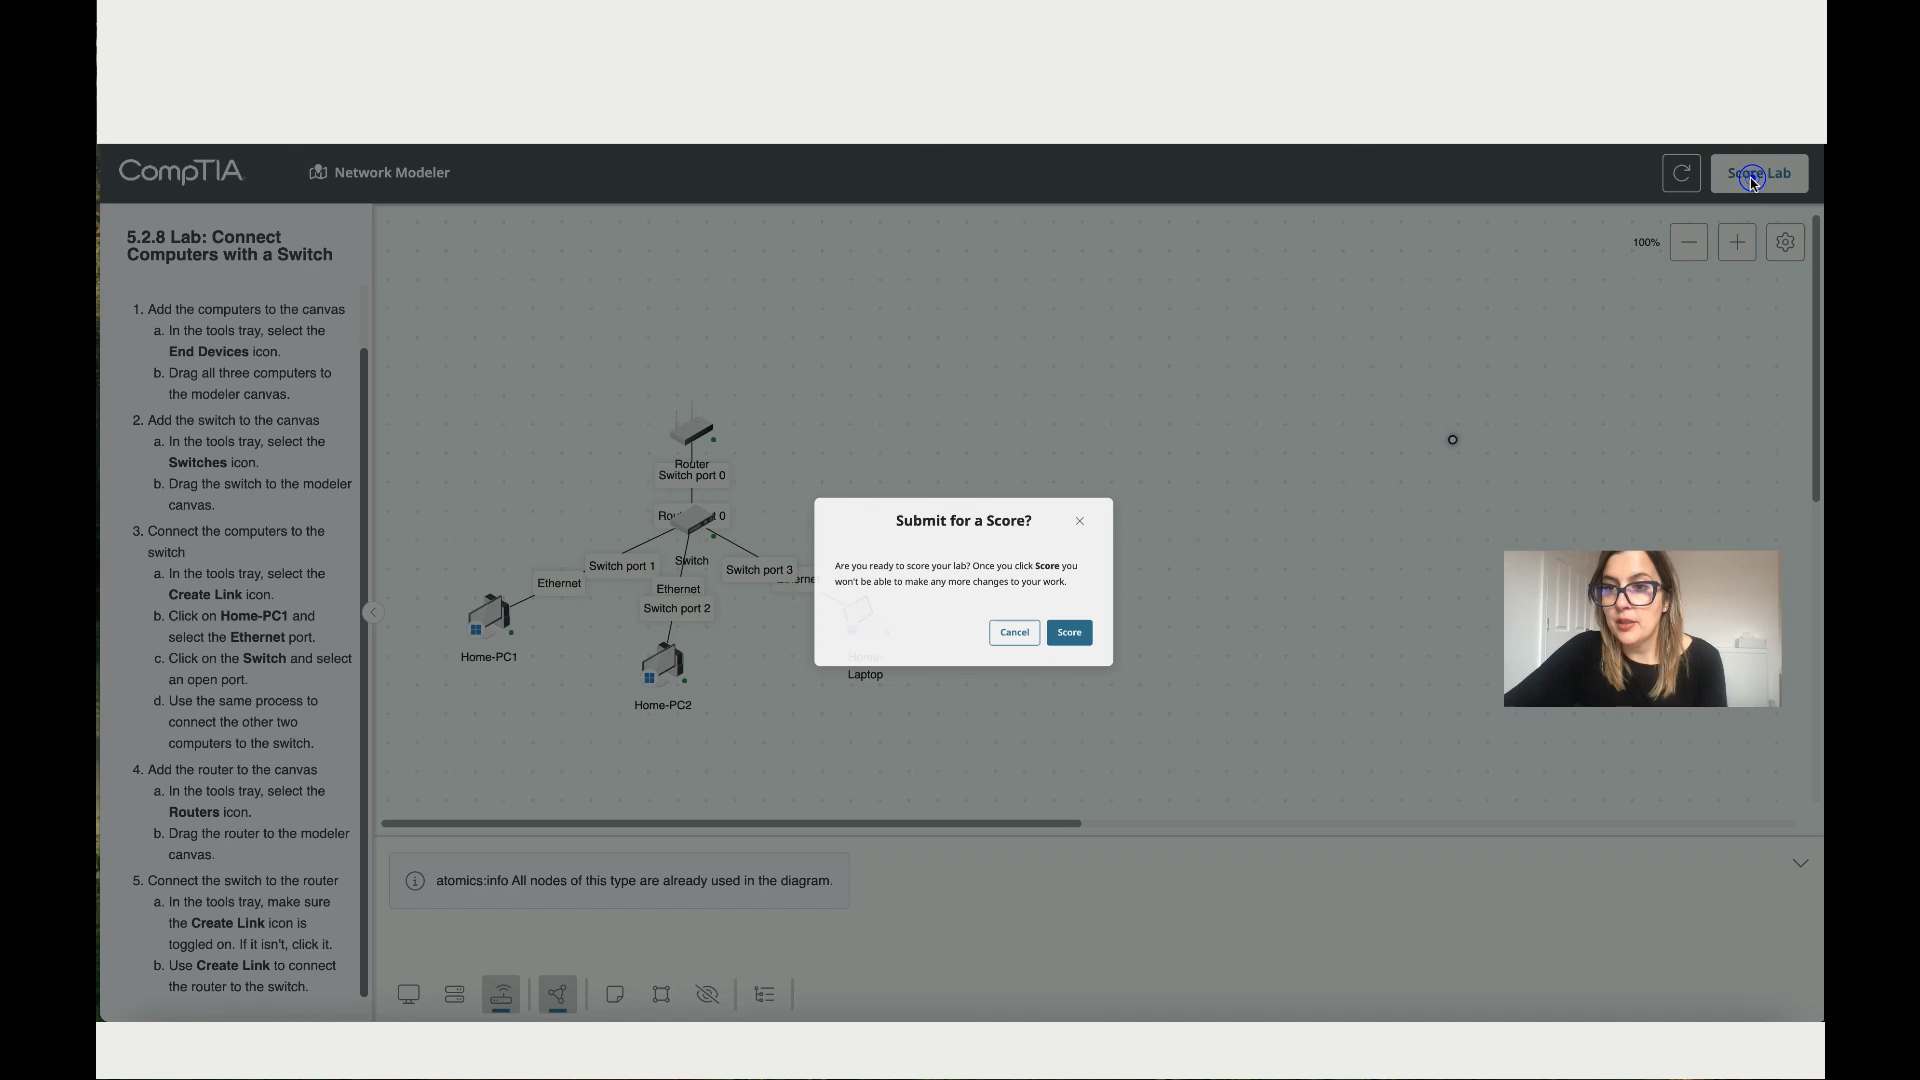 CompTIA
Network Modeler
Score Lab
5.2.8 Lab: Connect
Computers with a Switch
1. Add the computers to the canvas
a. In the tools tray, select the
End Devices icon.
b. Drag all three computers to
the modeler canvas.
2. Add the switch to the canvas
a. In the tools tray, select the
Switches icon.
b. Drag the switch to the modeler
canvas.
3. Connect the computers to the
switch
a. In the tools tray, select the
Create Link icon.
b. Click on Home-PC1 and
select the Ethernet port.
c. Click on the Switch and select
an open port.
d. Use the same process to
connect the other two
computers to the switch.
4. Add the router to the canvas
a. In the tools tray, select the
Routers icon.
b. Drag the router to the modeler
canvas.
5. Connect the switch to the router
a. In the tools tray, make sure
the Create Link icon is
toggled on. If it isn't, click it.
b. Use Create Link to connect
the router to the switch.
100%
Router
Switch port 0
Switch
Switch port 1
Switch port 3
Ethernet
Ethernet
Switch port 2
Home-PC1
Home-PC2
Home-
Laptop
Submit for a Score?
Are you ready to score your lab? Once you click Score you
won't be able to make any more changes to your work.
Cancel
Score
atomics:info All nodes of this type are already used in the diagram.